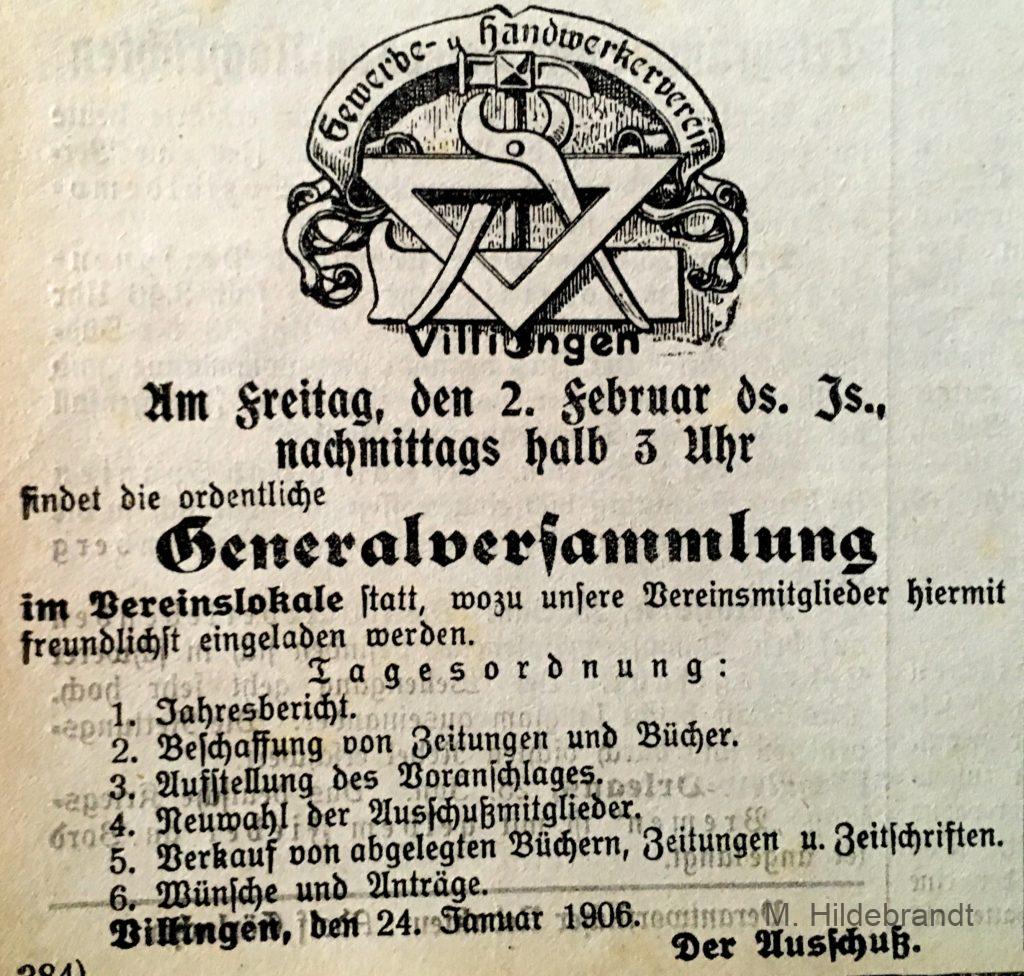 Gewerbe- u Handwerkerverein
Villingen
Am Freitag, den 2. Februar ds. Js.,
nachmittags halb 3 Uhr
findet die ordentliche
Generalversammlung
im Vereinslokale statt, wozu unsere Vereinsmitglieder hiermit
freundlichst eingeladen werden.
Tagesordnung:
1. Jahresbericht.
2. Beschaffung von Zeitungen und Bücher.
3. Aufstellung des Voranschlages.
4. Neuwahl der Ausschußmitglieder.
5. Verkauf von abgelegten Büchern, Zeitungen u. Zeitschriften.
6. Wünsche und Anträge.
Villingen, den 24. Januar 1906.
M. Hildebrandt
Der Ausschuß.
284)